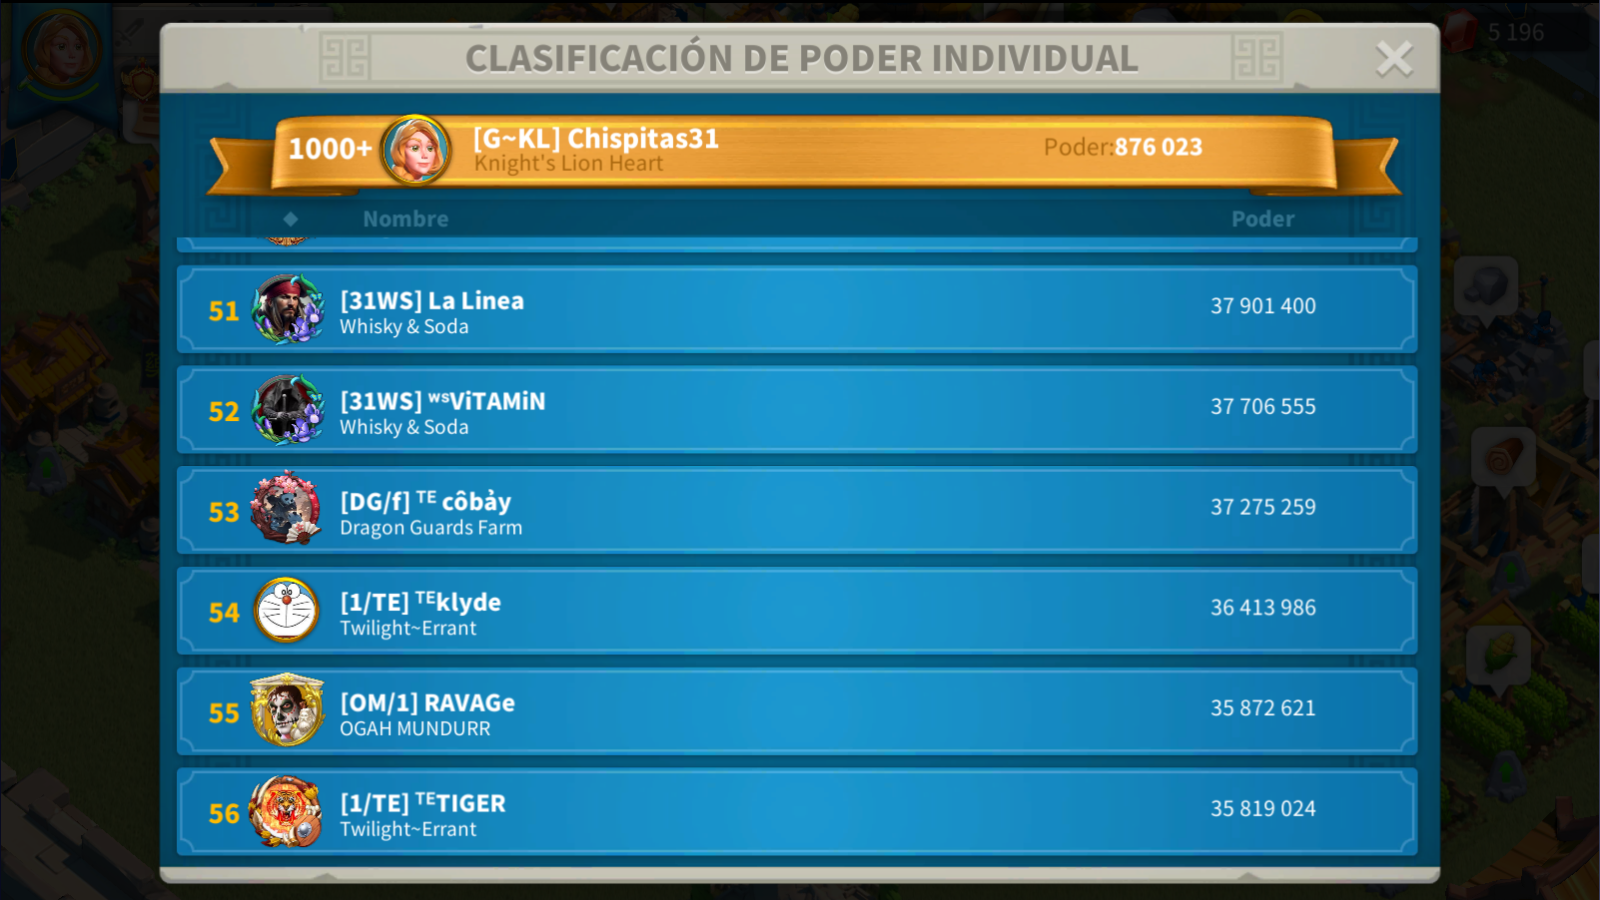 5 196
CLASIFICACIÓN DE PODER INDIVIDUAL
1000+
[G~KL] Chispitas31
Knight's Lion Heart
Poder:876 023
Nombre
Poder
51
[31WS] La Linea
Whisky & Soda
37 901 400
52
[31WS] ʷˢViTAMiN
Whisky & Soda
37 706 555
53
[DG/f] ᵀᴱ côbảy
Dragon Guards Farm
37 275 259
54
[1/TE] ᵀᴱklyde
Twilight~Errant
36 413 986
55
[OM/1] RAVAGe
OGAH MUNDURR
35 872 621
56
[1/TE] ᵀᴱTIGER
Twilight~Errant
35 819 024